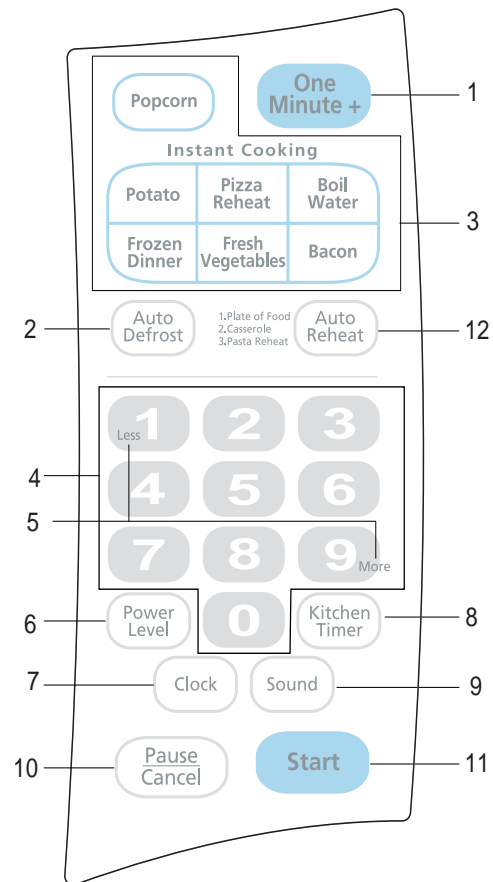 Popcorn
One
Minute +
1
Instant Cooking
Potato
Pizza
Reheat
Boil
Water
3
Frozen
Dinner
Fresh
Vegetables
Bacon
2
Auto
Defrost
1.Plate of Food
2.Casserole
3.Pasta Reheat
Auto
Reheat
12
1
Less
2
3
4
4
5
6
5
7
8
9
More
6
Power
Level
0
Kitchen
Timer
8
7
Clock
Sound
9
10
Pause
Cancel
Start
11